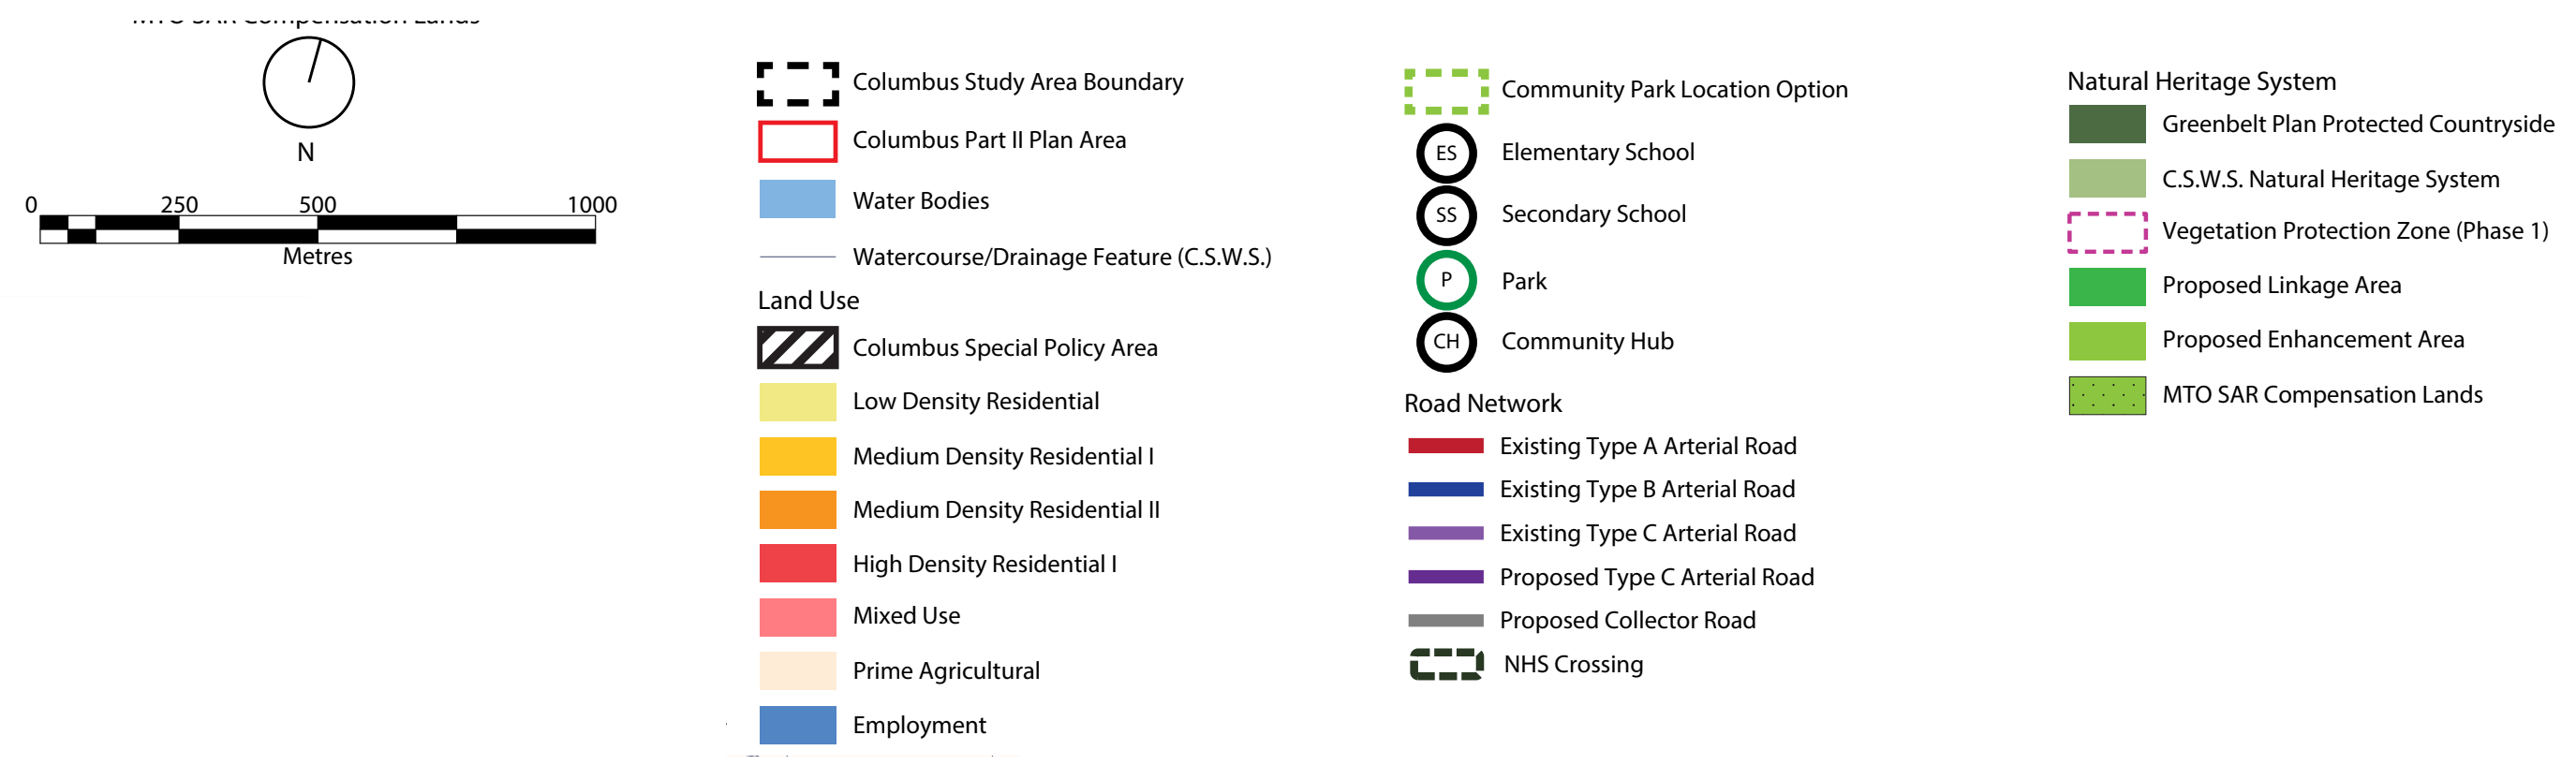 MTO SAR Compensation Lands
N
0 250 500 1000
Metres
Columbus Study Area Boundary
Columbus Part II Plan Area
Water Bodies
Watercourse/Drainage Feature (C.S.W.S.)
Land Use
Columbus Special Policy Area
Low Density Residential
Medium Density Residential I
Medium Density Residential II
High Density Residential I
Mixed Use
Prime Agricultural
Employment
Community Park Location Option
ES Elementary School
SS Secondary School
P Park
CH Community Hub
Road Network
Existing Type A Arterial Road
Existing Type B Arterial Road
Existing Type C Arterial Road
Proposed Type C Arterial Road
Proposed Collector Road
NHS Crossing
Natural Heritage System
Greenbelt Plan Protected Countryside
C.S.W.S. Natural Heritage System
Vegetation Protection Zone (Phase 1)
Proposed Linkage Area
Proposed Enhancement Area
MTO SAR Compensation Lands